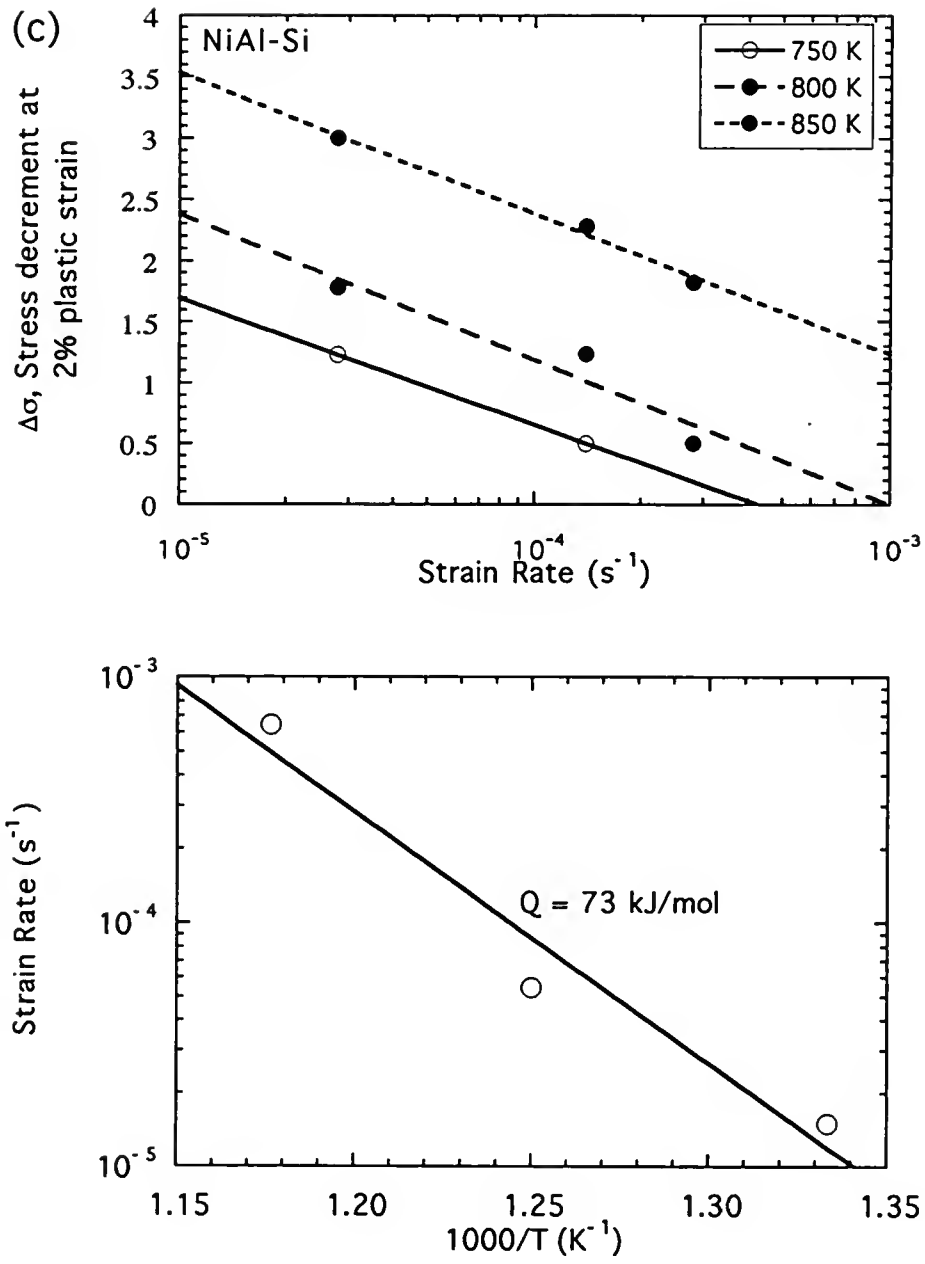 (c)
NiAl-Si
750 K
800 K
850 K
Δσ, Stress decrement at
2% plastic strain
4
3.5
3
2.5
2
1.5
1
0.5
0
10⁻⁵
10⁻⁴
10⁻³
Strain Rate (s⁻¹)
10⁻³
10⁻⁴
10⁻⁵
Strain Rate (s⁻¹)
Q = 73 kJ/mol
1.15
1.20
1.25
1.30
1.35
1000/T (K⁻¹)